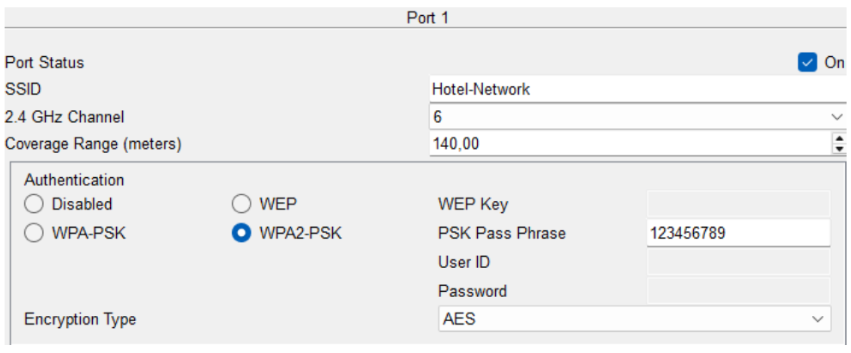 Port 1
Port Status On
SSID Hotel-Network
2.4 GHz Channel 6
Coverage Range (meters) 140,00
Authentication
Disabled WEP WEP Key
WPA-PSK WPA2-PSK PSK Pass Phrase 123456789
User ID
Password
Encryption Type AES